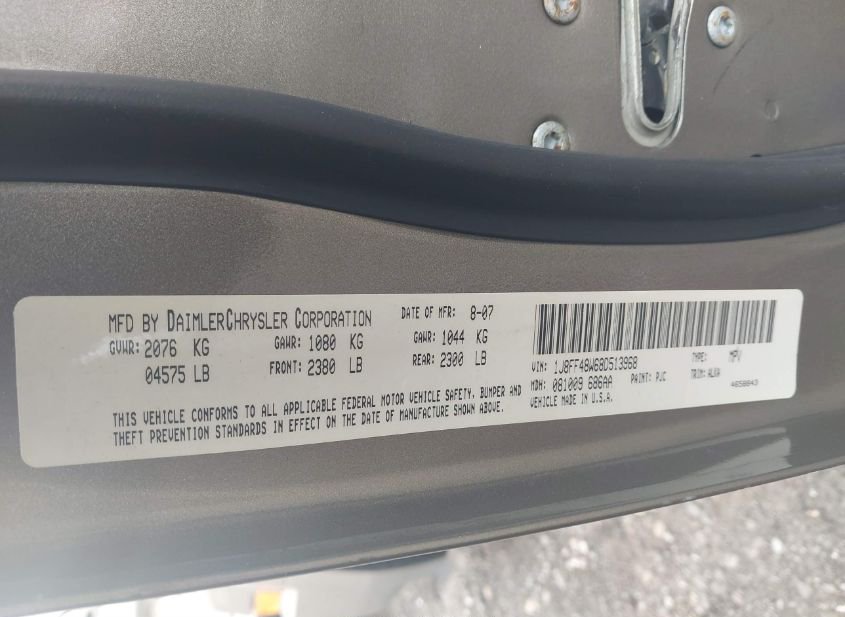 MFD BY DAIMLERCHRYSLER CORPORATION DATE OF MFR: 8-07
GVWR: 2076 KG GAWR: 1080 KG GAWR: 1044 KG
04575 LB FRONT: 2380 LB REAR: 2300 LB
THIS VEHICLE CONFORMS TO ALL APPLICABLE FEDERAL MOTOR VEHICLE SAFETY, BUMPER AND
THEFT PREVENTION STANDARDS IN EFFECT ON THE DATE OF MANUFACTURE SHOWN ABOVE.
VIN: 1J8FF48W68D513968 TYPE: MPV
MDH: 081009 686AA PAINT: PJC TRIM:
VEHICLE MADE IN U.S.A.